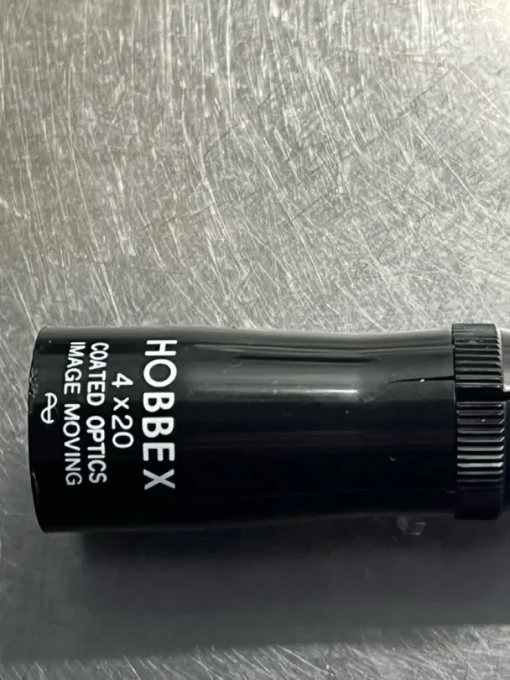 HOBBEX
4 x 20
COATED OPTICS
IMAGE MOVING